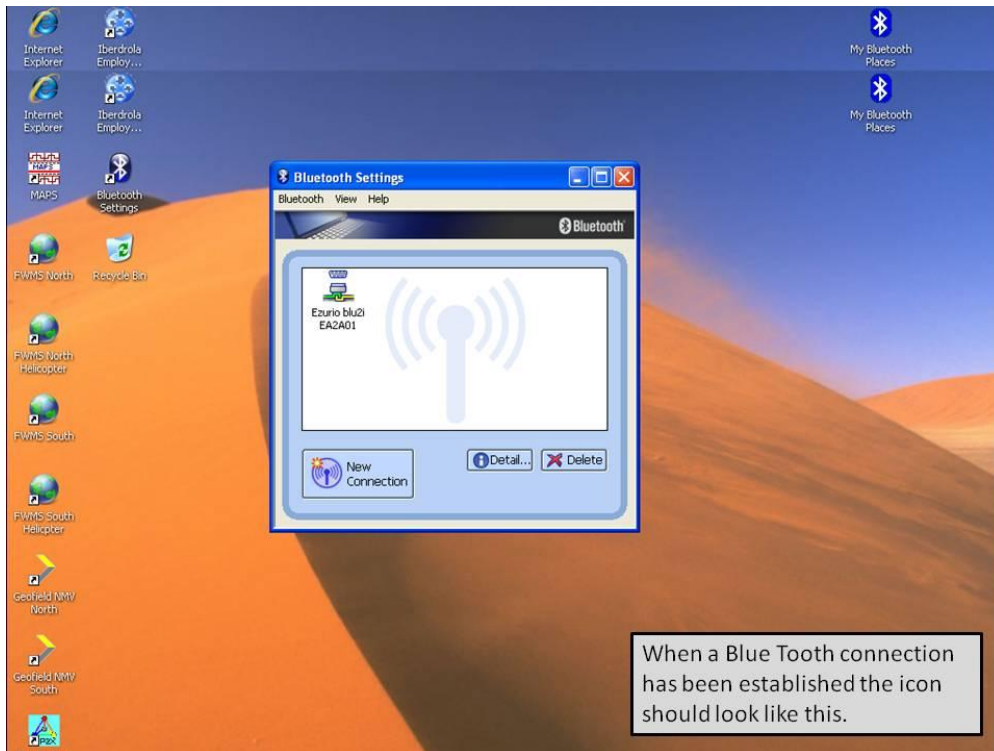 Internet
Explorer
Iberdrola
Employ...
My Bluetooth
Places
Internet
Explorer
Iberdrola
Employ...
My Bluetooth
Places
MAPS
MAPS
Bluetooth
Settings
FWMS North
Recycle Bin
FWMS North
Helicopter
FWMS South
FWMS South
Helicpter
Geofield NMV
North
Geofield NMV
South
P2X
Bluetooth Settings
Bluetooth View Help
Bluetooth
Ezurio blu2i
EA2A01
New
Connection
Detail...
Delete
When a Blue Tooth connection
has been established the icon
should look like this.